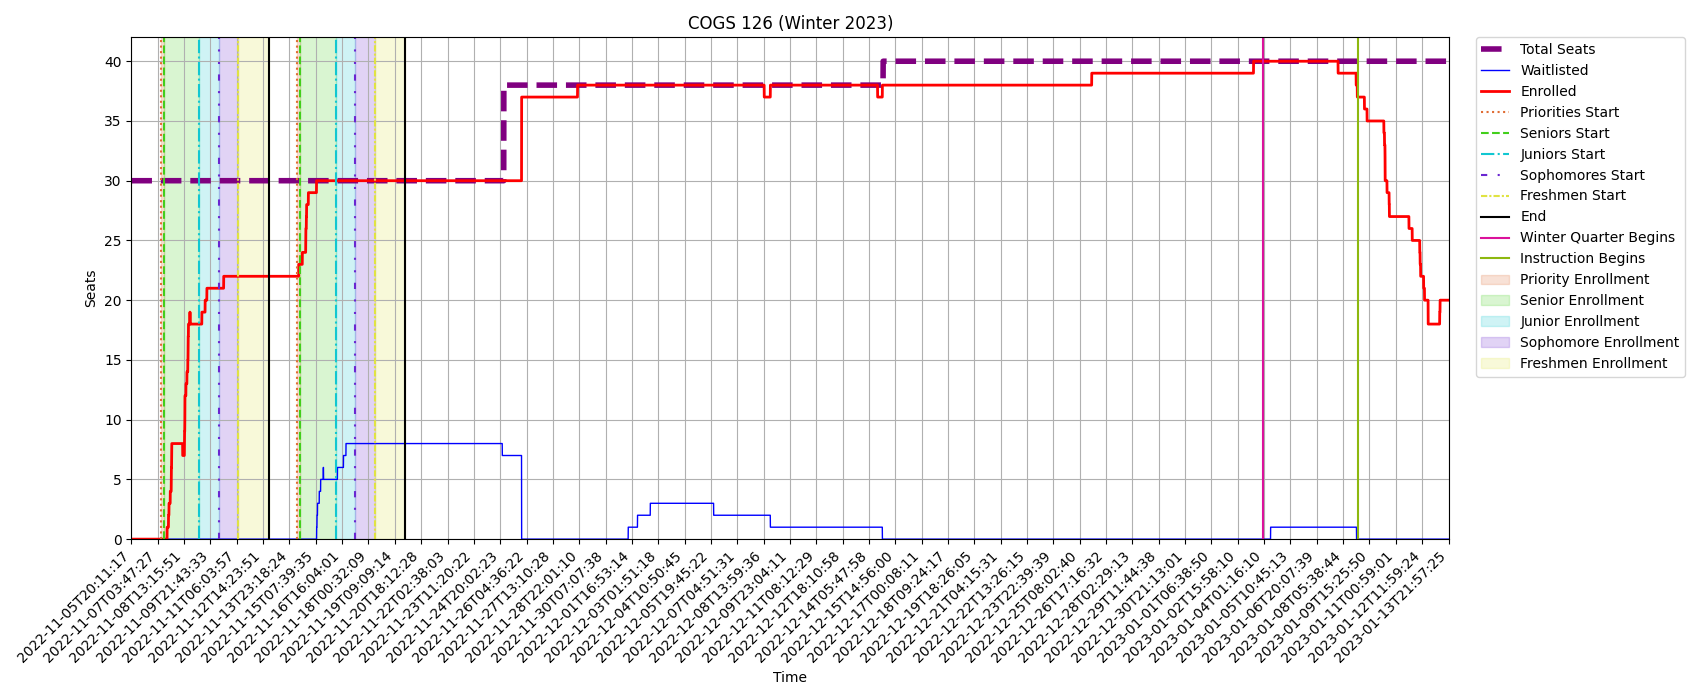 COGS 126 (Winter 2023)
Seats
40
35
30
25
20
15
10
5
0
2022-11-05T20:11:17
2022-11-07T03:47:27
2022-11-08T13:15:51
2022-11-09T21:43:33
2022-11-11T06:03:57
2022-11-12T14:23:51
2022-11-13T23:18:24
2022-11-15T07:39:35
2022-11-16T16:04:01
2022-11-18T00:32:09
2022-11-19T09:09:14
2022-11-20T18:12:28
2022-11-22T02:38:03
2022-11-23T11:20:22
2022-11-24T20:02:23
2022-11-26T04:36:22
2022-11-27T13:10:28
2022-11-28T22:01:10
2022-11-30T07:07:38
2022-12-01T16:53:14
2022-12-03T01:51:18
2022-12-04T10:50:45
2022-12-05T19:45:22
2022-12-07T04:51:31
2022-12-08T13:59:36
2022-12-09T23:04:11
2022-12-11T08:12:29
2022-12-12T18:10:58
2022-12-14T05:47:58
2022-12-15T14:56:00
2022-12-17T00:08:11
2022-12-18T09:24:17
2022-12-19T18:26:05
2022-12-21T04:15:31
2022-12-22T13:26:15
2022-12-23T22:39:39
2022-12-25T08:02:40
2022-12-26T17:16:32
2022-12-28T02:29:13
2022-12-29T11:44:38
2022-12-30T21:13:01
2023-01-01T06:38:50
2023-01-02T15:58:10
2023-01-04T01:16:10
2023-01-05T10:45:13
2023-01-06T20:07:39
2023-01-08T05:38:44
2023-01-09T15:25:50
2023-01-11T00:59:01
2023-01-12T11:59:24
2023-01-13T21:57:25
Time
Total Seats
Waitlisted
Enrolled
Priorities Start
Seniors Start
Juniors Start
Sophomores Start
Freshmen Start
End
Winter Quarter Begins
Instruction Begins
Priority Enrollment
Senior Enrollment
Junior Enrollment
Sophomore Enrollment
Freshmen Enrollment